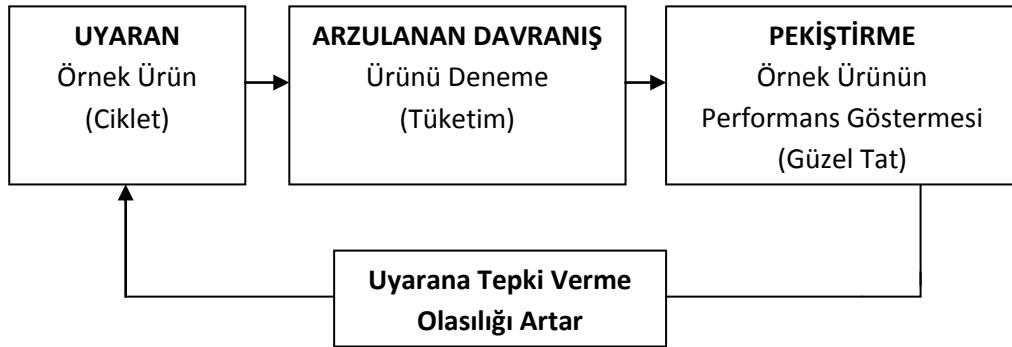 UYARAN
Örnek Ürün
(Ciklet)
ARZULANAN DAVRANIŞ
Ürünü Deneme
(Tüketim)
PEKİŞTİRME
Örnek Ürünün
Performans Göstermesi
(Güzel Tat)
Uyarana Tepki Verme
Olasılığı Artar